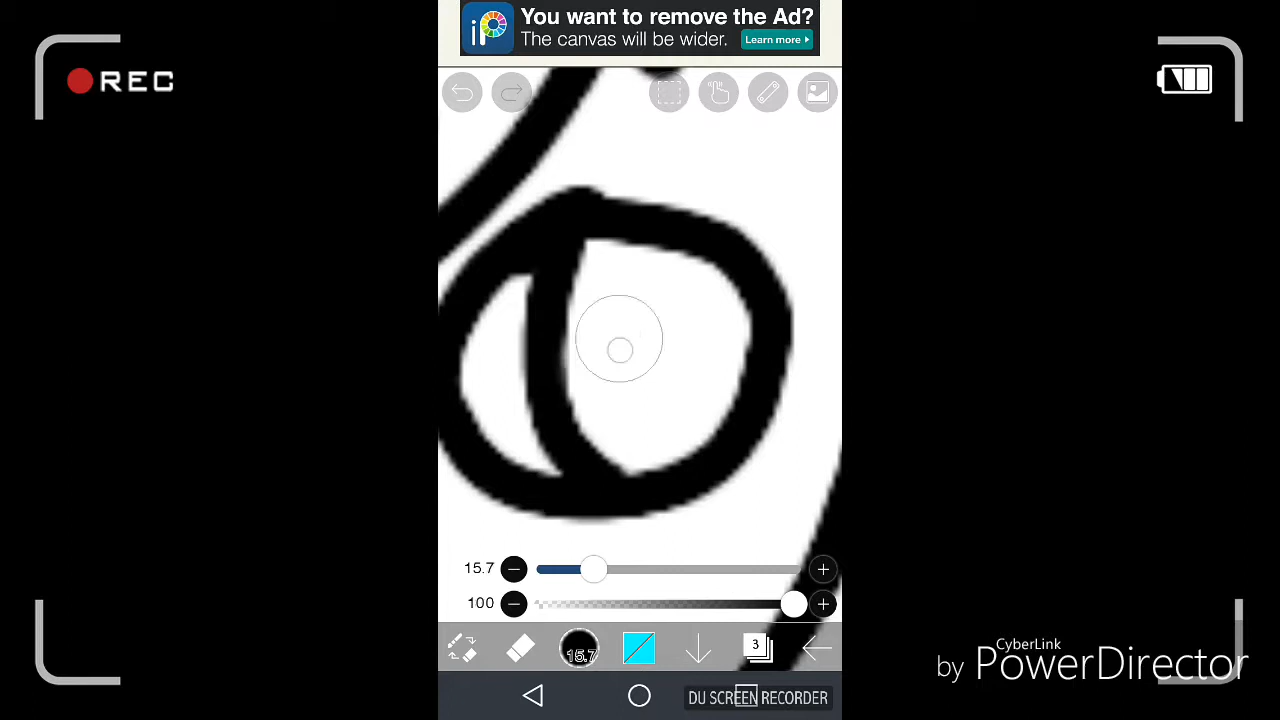 You want to remove the Ad?
iP
The canvas will be wider.
Learn more
REC
15.7
100
15.7
3
DU SCREEN RECORDER
CyberLink
by PowerDirector